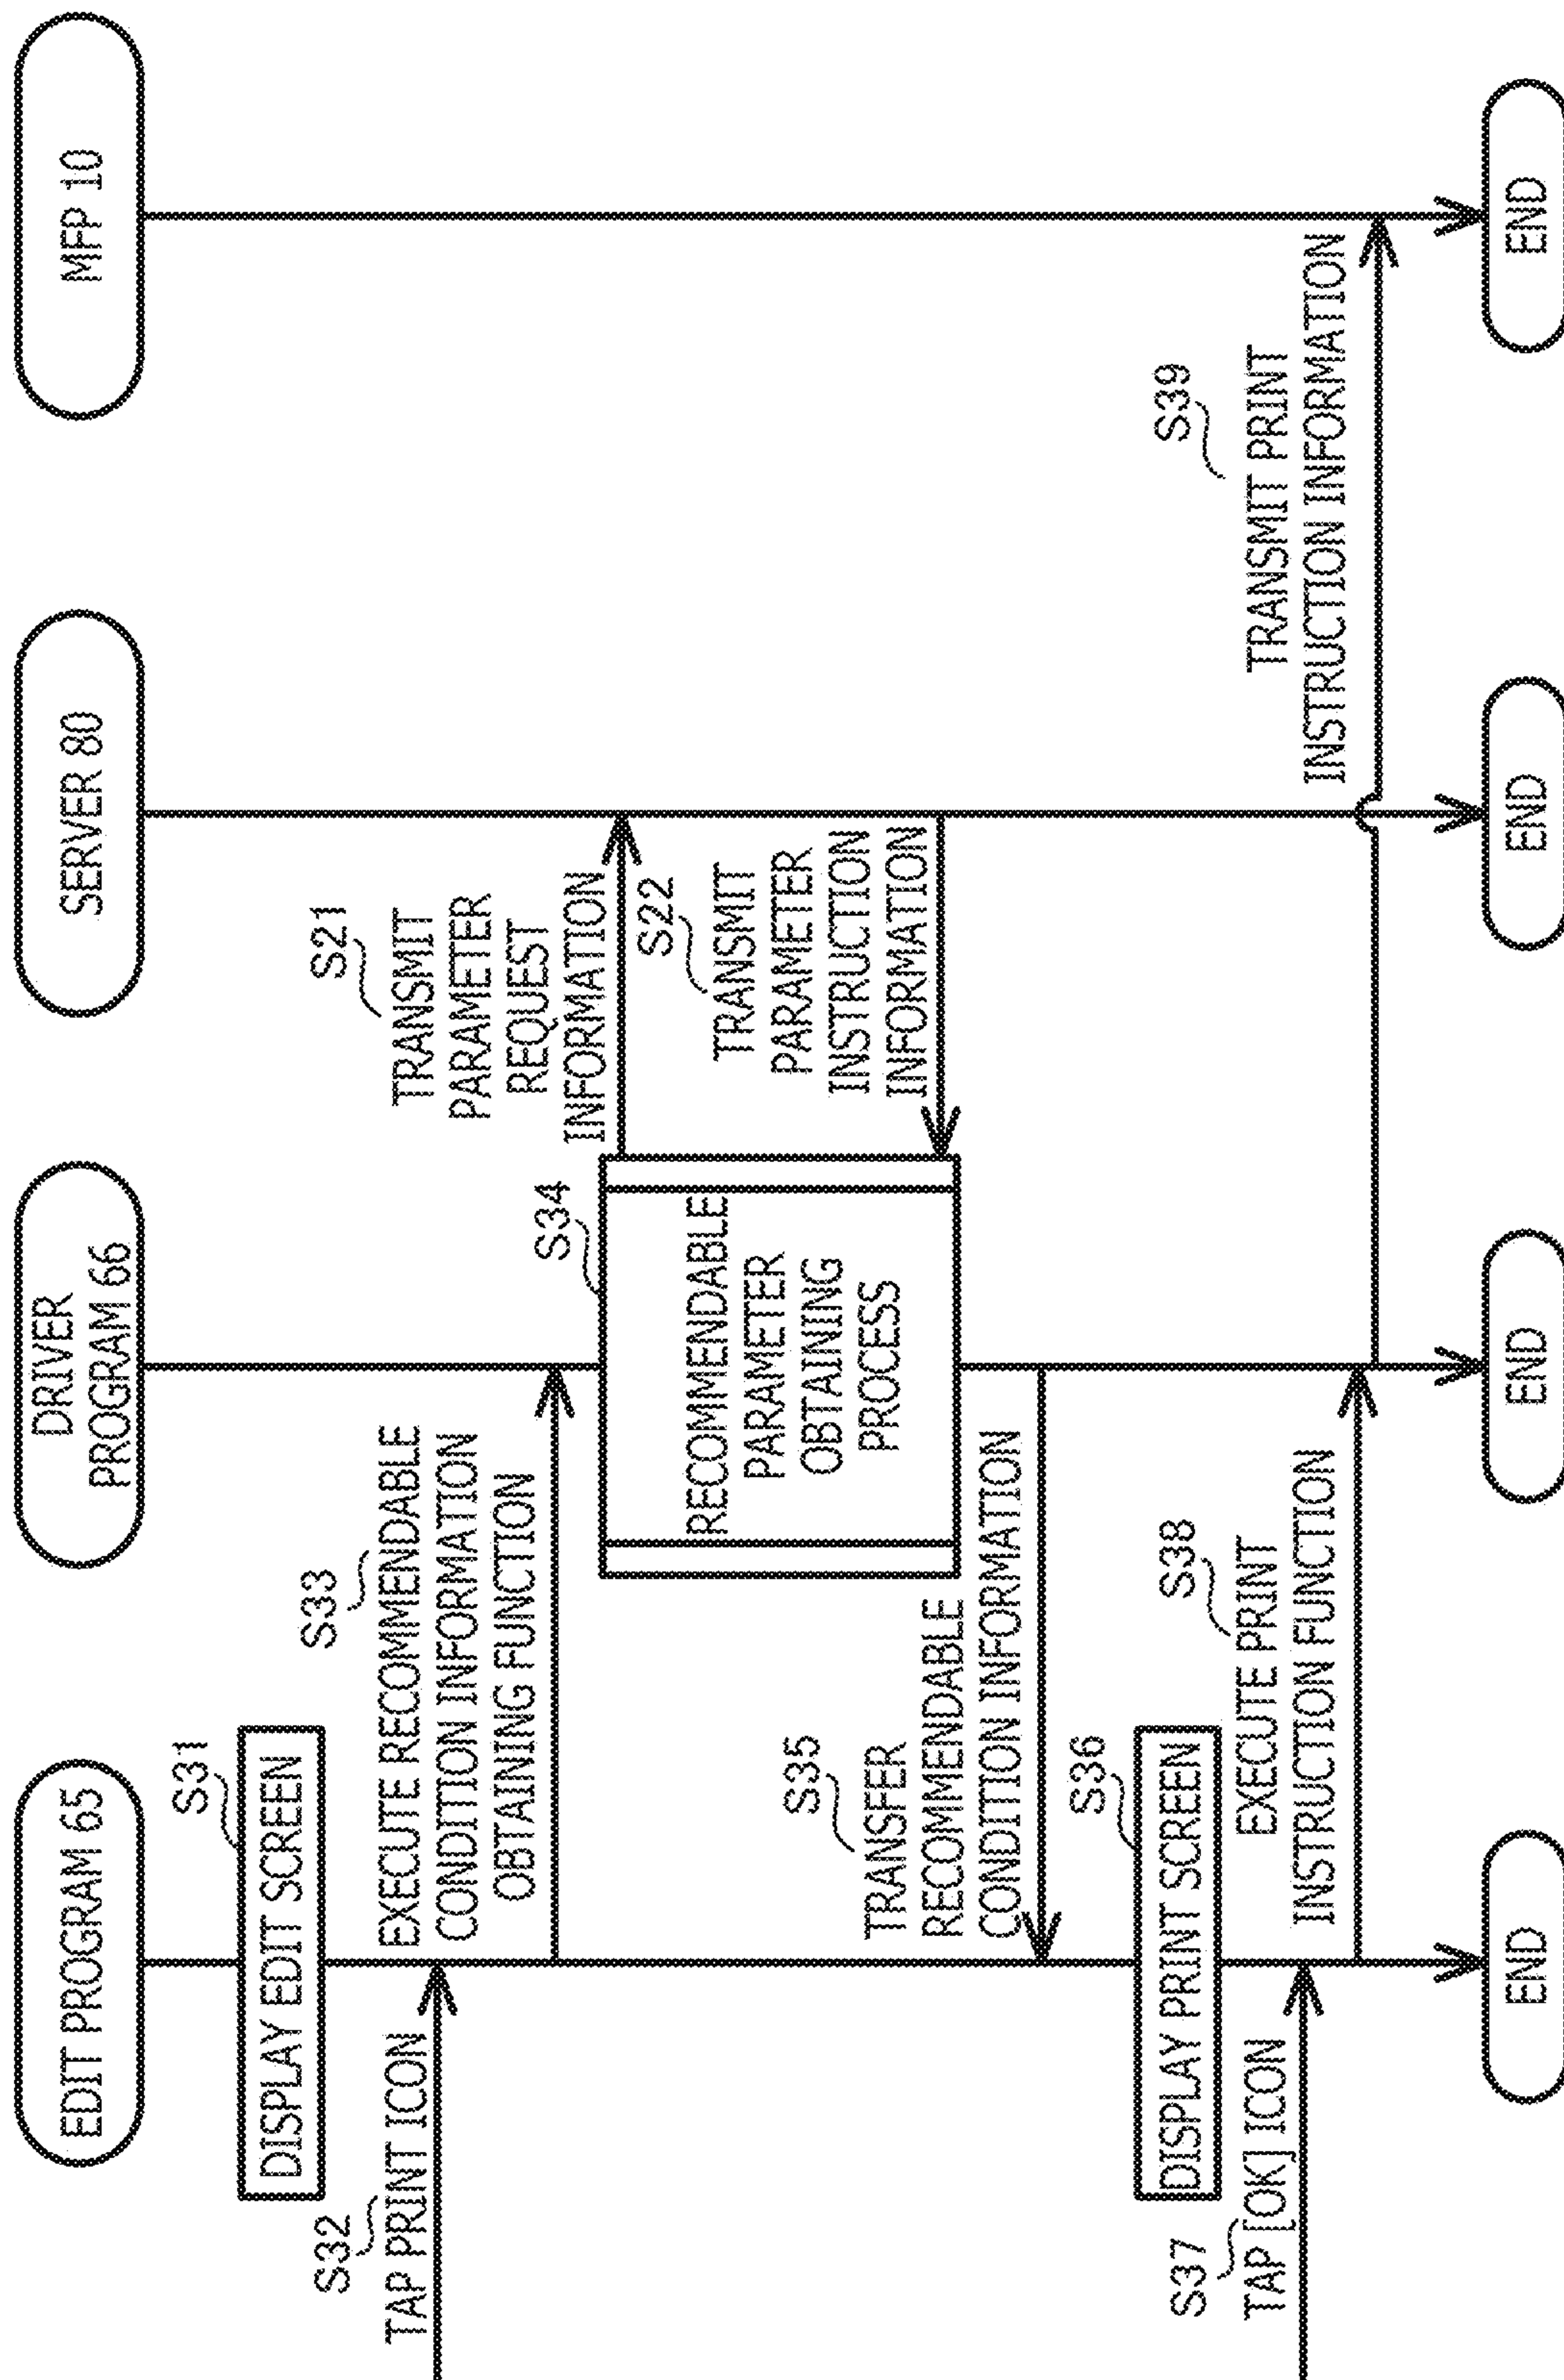 EDIT PROGRAM 65
DRIVER
PROGRAM 66
SERVER 80
MFP 10
S31
DISPLAY EDIT SCREEN
S32
TAP PRINT ICON
S33
EXECUTE RECOMMENDABLE
CONDITION INFORMATION
OBTAINING FUNCTION
S34
RECOMMENDABLE
PARAMETER
OBTAINING
PROCESS
S21
TRANSMIT
PARAMETER
REQUEST
INFORMATION
S22
TRANSMIT
PARAMETER
INSTRUCTION
INFORMATION
S35
TRANSFER
RECOMMENDABLE
CONDITION INFORMATION
S36
DISPLAY PRINT SCREEN
S37
TAP [OK] ICON
S38
EXECUTE PRINT
INSTRUCTION FUNCTION
S39
TRANSMIT PRINT
INSTRUCTION INFORMATION
END
END
END
END